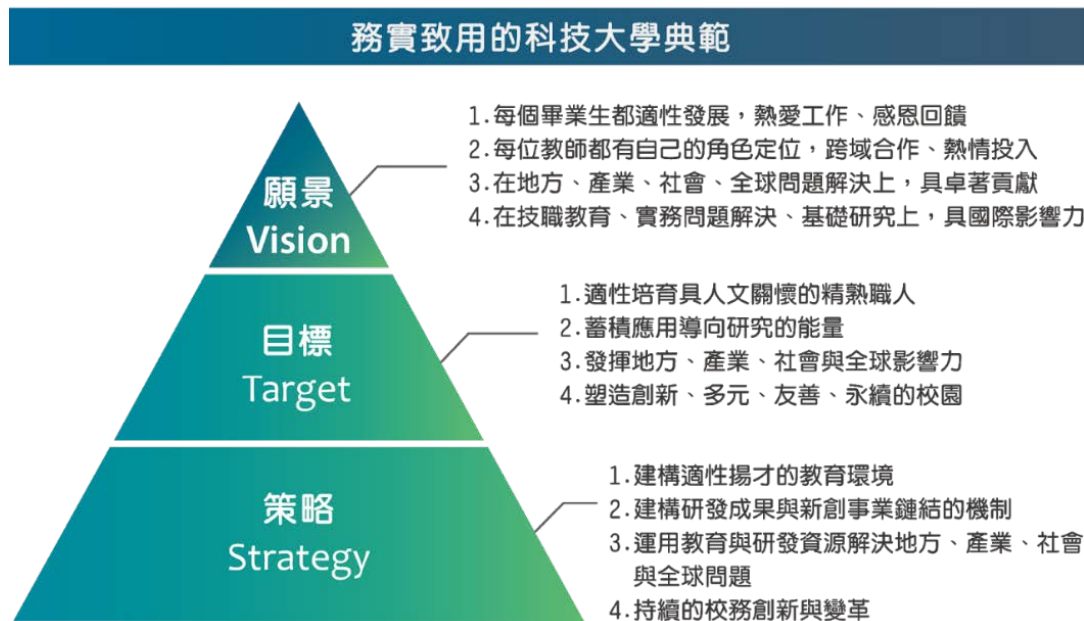 務實致用的科技大學典範
願景
Vision
1.每個畢業生都適性發展，熱愛工作、感恩回饋
2.每位教師都有自己的角色定位，跨域合作、熱情投入
3.在地方、產業、社會、全球問題解決上，具卓著貢獻
4.在技職教育、實務問題解決、基礎研究上，具國際影響力
目標
Target
1.適性培育具人文關懷的精熟職人
2.蓄積應用導向研究的能量
3.發揮地方、產業、社會與全球影響力
4.塑造創新、多元、友善、永續的校園
策略
Strategy
1.建構適性揚才的教育環境
2.建構研發成果與新創事業鏈結的機制
3.運用教育與研發資源解決地方、產業、社會
與全球問題
4.持續的校務創新與變革